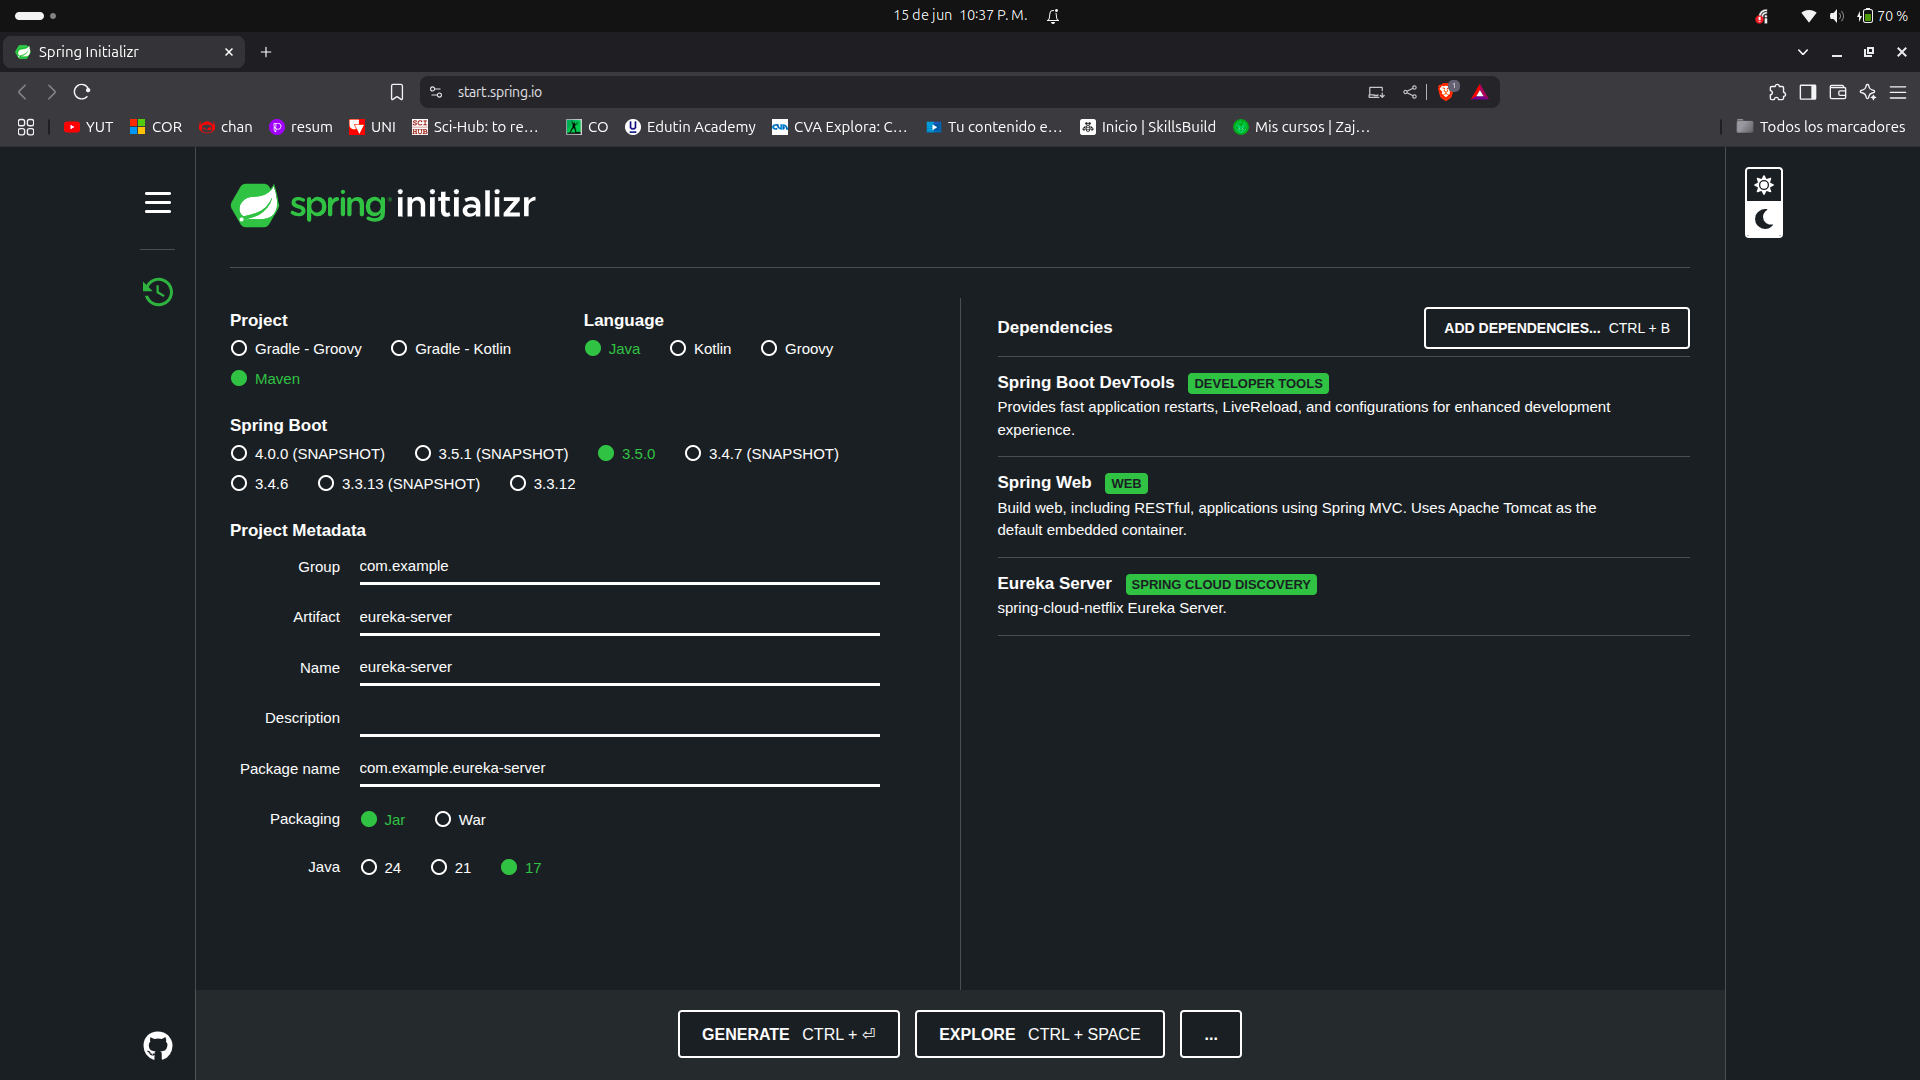 15 de jun  10:37 P. M.
70 %
Spring Initializr
start.spring.io
1
YUT
COR
chan
resum
UNI
SCI HUB
Sci-Hub: to re...
CO
Edutin Academy
CVA Explora: C...
Tu contenido e...
Inicio | SkillsBuild
Mis cursos | Zaj...
Todos los marcadores
spring initializr
Project
Gradle - Groovy
Gradle - Kotlin
Maven
Language
Java
Kotlin
Groovy
Spring Boot
4.0.0 (SNAPSHOT)
3.5.1 (SNAPSHOT)
3.5.0
3.4.7 (SNAPSHOT)
3.4.6
3.3.13 (SNAPSHOT)
3.3.12
Project Metadata
Group com.example
Artifact eureka-server
Name eureka-server
Description
Package name com.example.eureka-server
Packaging Jar War
Java 24 21 17
Dependencies
ADD DEPENDENCIES... CTRL + B
Spring Boot DevTools DEVELOPER TOOLS
Provides fast application restarts, LiveReload, and configurations for enhanced development
experience.
Spring Web WEB
Build web, including RESTful, applications using Spring MVC. Uses Apache Tomcat as the
default embedded container.
Eureka Server SPRING CLOUD DISCOVERY
spring-cloud-netflix Eureka Server.
GENERATE CTRL + ⏎
EXPLORE CTRL + SPACE
...